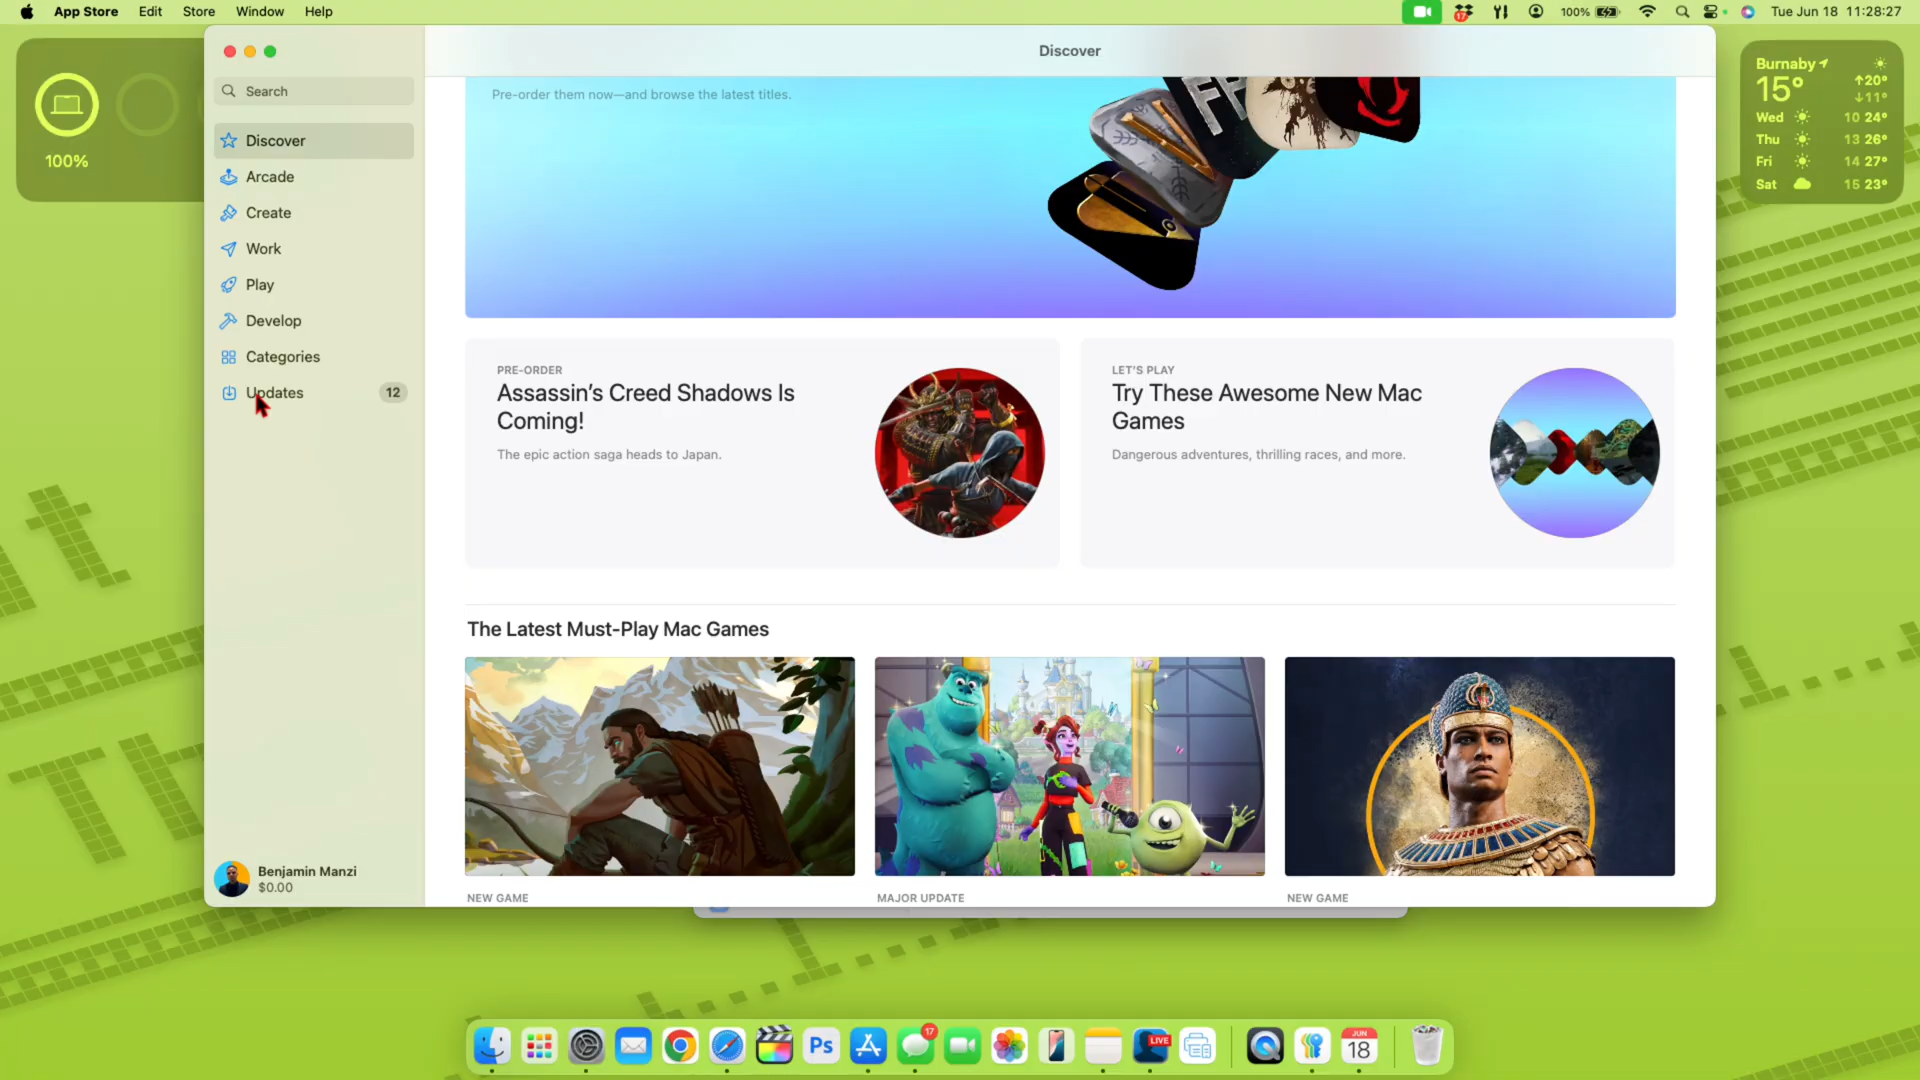 App Store Edit Store Window Help
17
100%
Tue Jun 18 11:28:27
Discover
100%
Search
Discover
Arcade
Create
Work
Play
Develop
Categories
Updates 12
Benjamin Manzi
$0.00
Pre-order them now—and browse the latest titles.
PRE-ORDER
Assassin's Creed Shadows Is
Coming!
The epic action saga heads to Japan.
LET'S PLAY
Try These Awesome New Mac
Games
Dangerous adventures, thrilling races, and more.
The Latest Must-Play Mac Games
NEW GAME
MAJOR UPDATE
NEW GAME
Burnaby
15° ↑20°
↓11°
Wed 10 24°
Thu 13 26°
Fri 14 27°
Sat 15 23°
Ps
17
LIVE
JUN
18